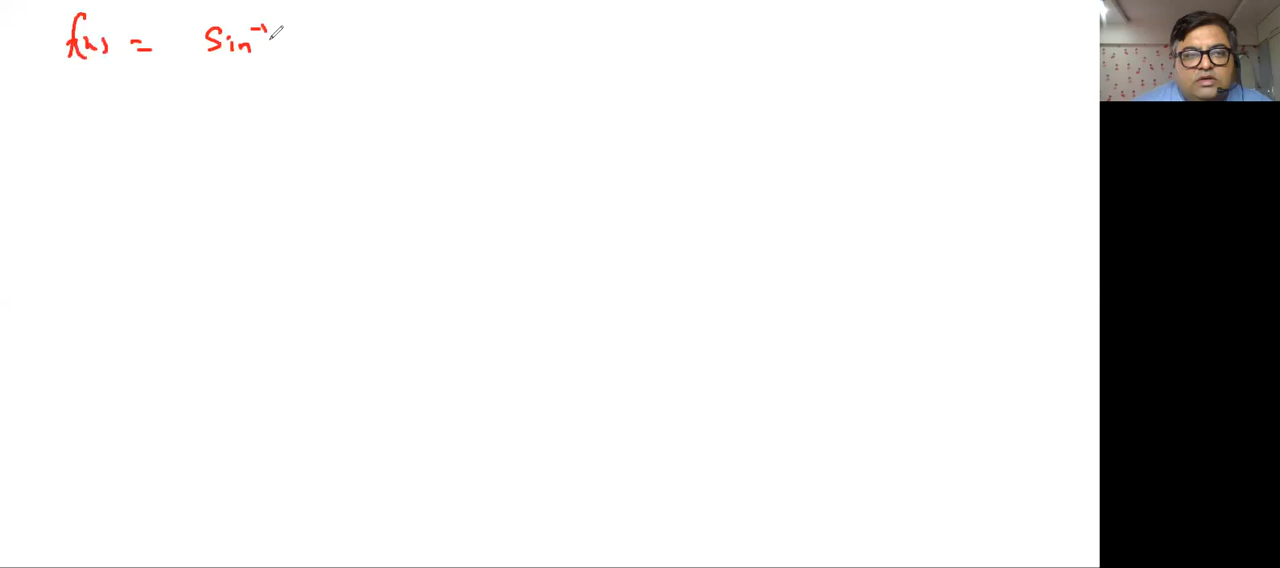 f(x) = Sin⁻¹